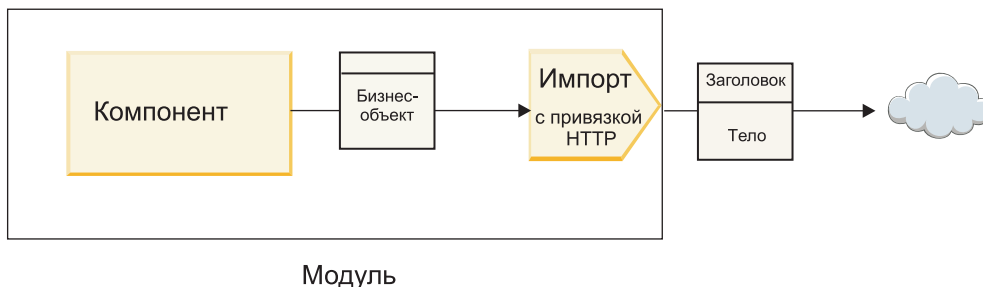 Компонент
Бизнес-
объект
Импорт
с привязкой
HTTP
Заголовок
Тело
Модуль